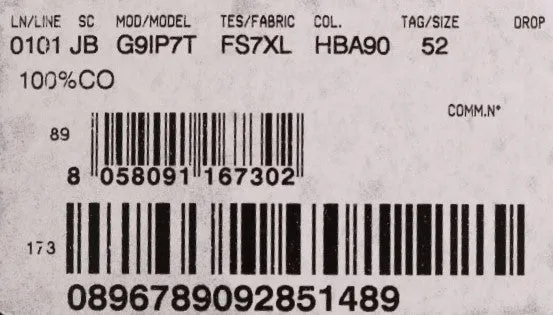 LN/LINE SC MOD/MODEL TES/FABRIC COL. TAG/SIZE DROP
0101 JB G9IP7T FS7XL HBA90 52
100%CO
COMM.N°
89
8 058091 167302
173
0896789092851489